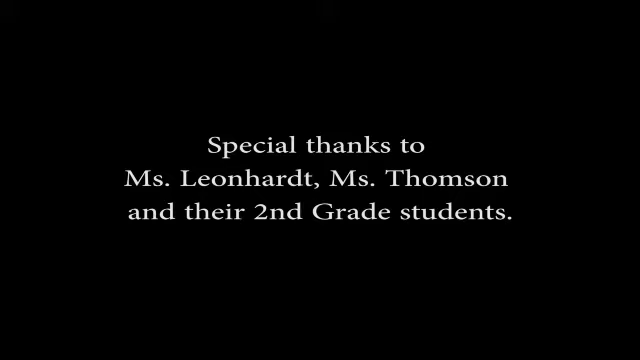 Special thanks to
Ms. Leonhardt, Ms. Thomson
and their 2nd Grade students.